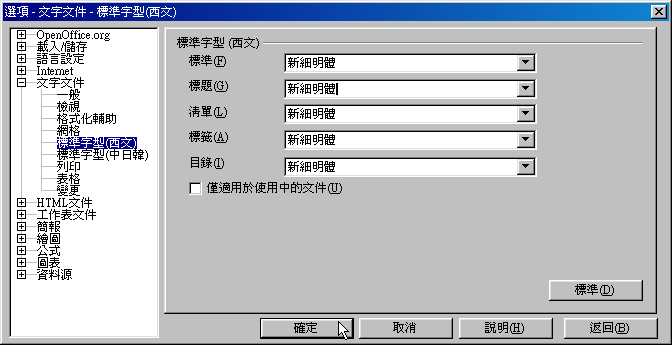 選項 - 文字文件 - 標準字型(西文)
OpenOffice.org
載入/儲存
語言設定
Internet
文字文件
一般
檢視
格式化輔助
網格
標準字型(西文)
標準字型(中日韓)
列印
表格
變更
HTML文件
工作表文件
簡報
繪圖
公式
圖表
資料源
標準字型 (西文)
標準(F) 新細明體
標題(G) 新細明體
清單(L) 新細明體
標籤(A) 新細明體
目錄(I) 新細明體
僅適用於使用中的文件(U)
標準(D)
確定 取消 說明(H) 返回(B)